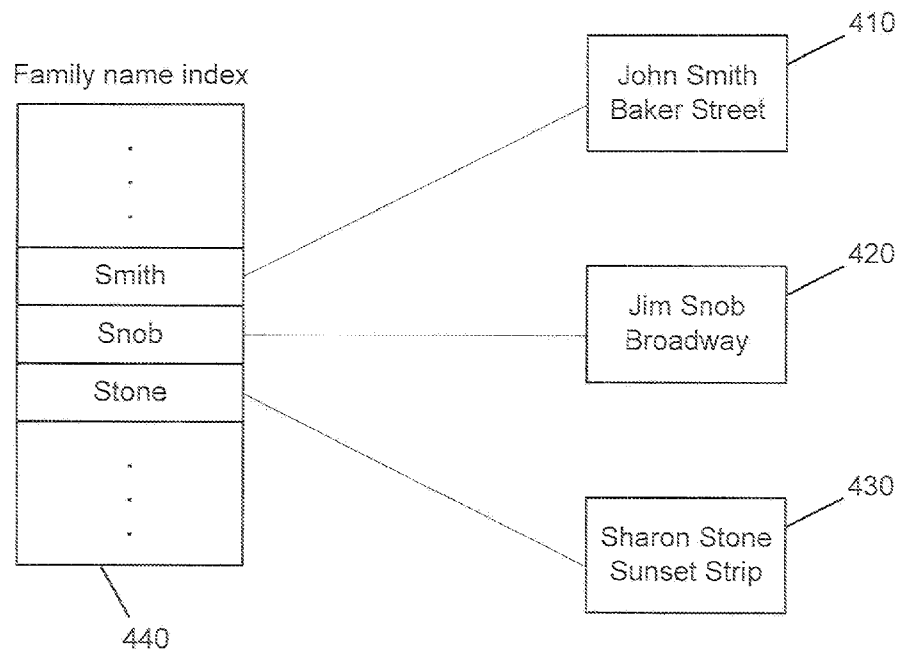 410
Family name index
John Smith
Baker Street
Smith
420
Snob
Jim Snob
Broadway
Stone
430
Sharon Stone
Sunset Strip
440